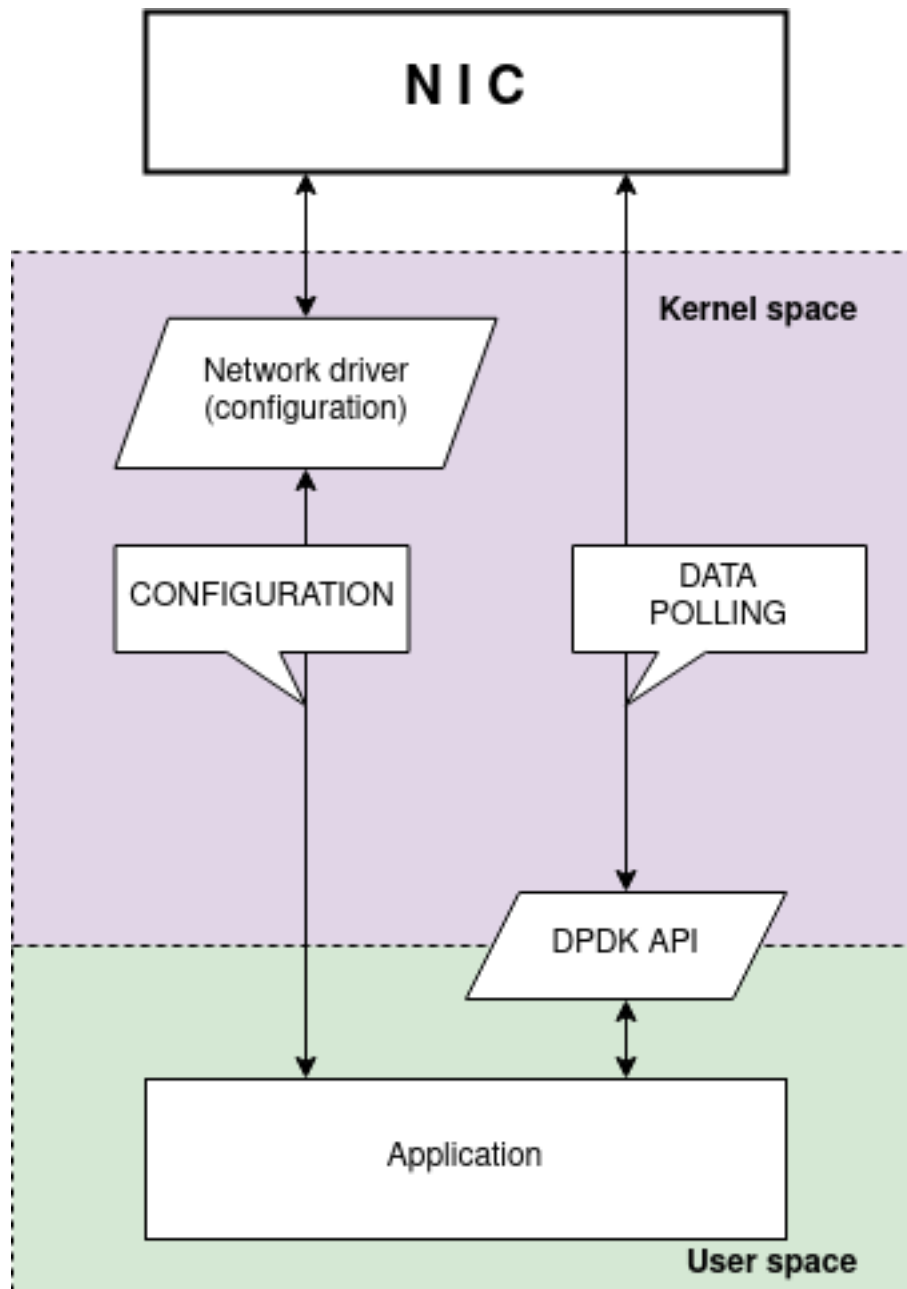 N I C
Kernel space
Network driver
(configuration)
CONFIGURATION
DATA
POLLING
DPDK API
Application
User space